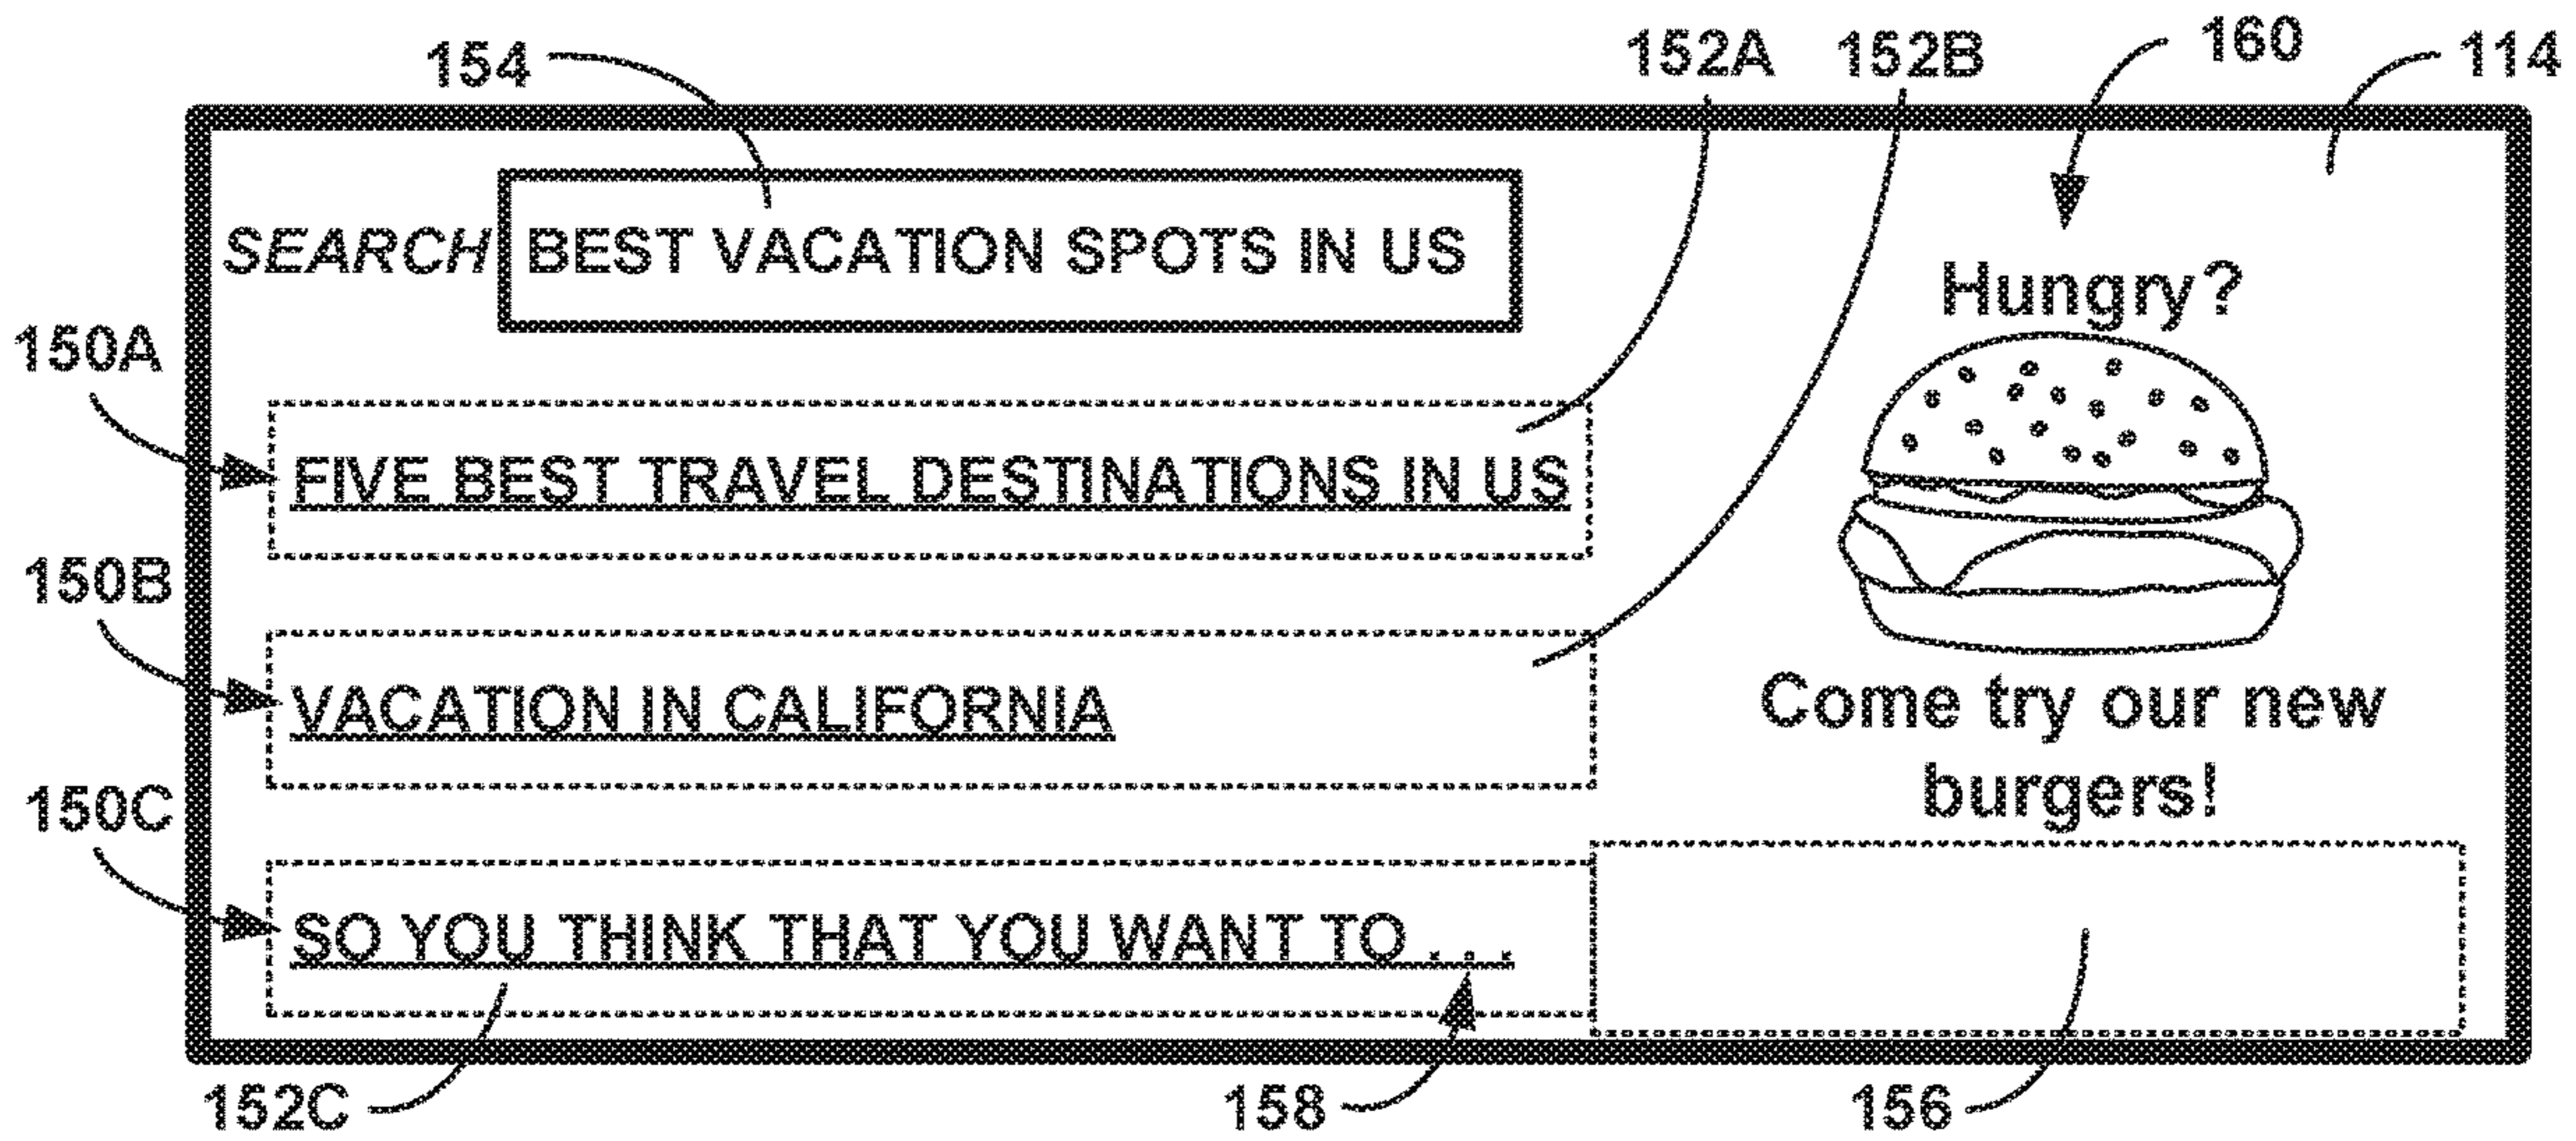 154
152A 152B 160 114
SEARCH BEST VACATION SPOTS IN US
150A
FIVE BEST TRAVEL DESTINATIONS IN US
150B
VACATION IN CALIFORNIA
150C
SO YOU THINK THAT YOU WANT TO . . .
Hungry?
Come try our new
burgers!
152C
158
156